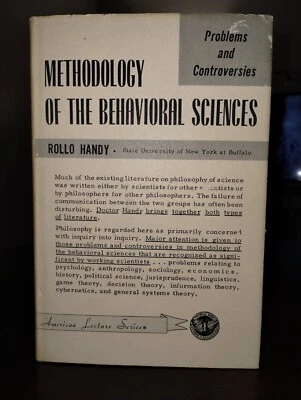 Problems
and
Controversies
METHODOLOGY
OF THE BEHAVIORAL SCIENCES
ROLLO HANDY • State University of New York at Buffalo
Much of the existing literature on philosophy of science
was written either by scientists for other
by philosophers for other philosophers. The failure of
communication between the two groups has often been
disturbing. Doctor Handy brings together both types
of literature.
Philosophy is regarded here as primarily concerned
with inquiry into inquiry. Major attention is given to
those problems and controversies in methodology of
the behavioral sciences that are recognized as signi-
ficant by working scientists . . . problems relating to
psychology, anthropology, sociology, economics,
history, political science, jurisprudence, linguistics,
game theory, decision theory, information theory,
cybernetics, and general systems theory.
American Lecture Series